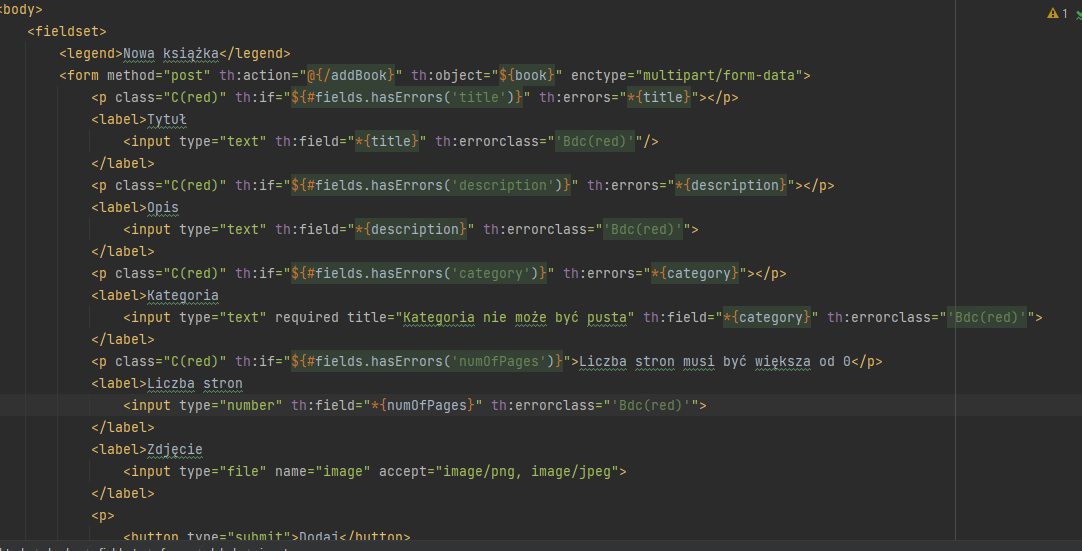 <body>
<fieldset>
<legend>Nowa książka</legend>
<form method="post" th:action="@{/addBook}" th:object="${book}" enctype="multipart/form-data">
<p class="C(red)" th:if="${#fields.hasErrors('title')}" th:errors="*{title}"></p>
<label>Tytuł
<input type="text" th:field="*{title}" th:errorclass="'Bdc(red)'"/>
</label>
<p class="C(red)" th:if="${#fields.hasErrors('description')}" th:errors="*{description}"></p>
<label>Opis
<input type="text" th:field="*{description}" th:errorclass="'Bdc(red)'">
</label>
<p class="C(red)" th:if="${#fields.hasErrors('category')}" th:errors="*{category}"></p>
<label>Kategoria
<input type="text" required title="Kategoria nie może być pusta" th:field="*{category}" th:errorclass="'Bdc(red)'">
</label>
<p class="C(red)" th:if="${#fields.hasErrors('numOfPages')}">Liczba stron musi być większa od 0</p>
<label>Liczba stron
<input type="number" th:field="*{numOfPages}" th:errorclass="'Bdc(red)'">
</label>
<label>Zdjęcie
<input type="file" name="image" accept="image/png, image/jpeg">
</label>
<p>
<button type="submit">Dodaj</button>
1